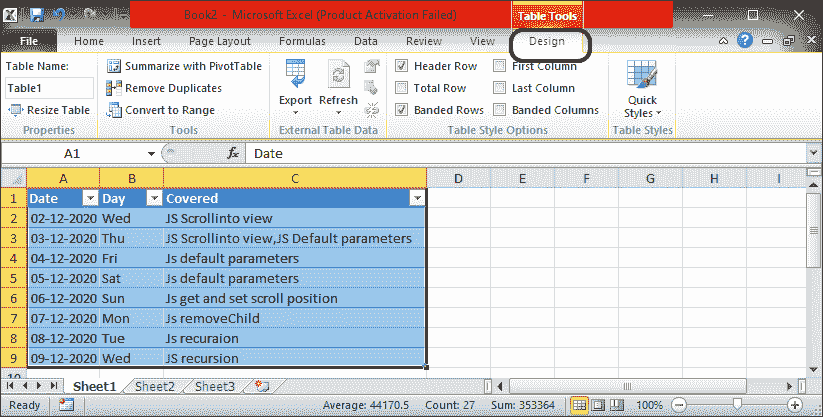 Book2 - Microsoft Excel (Product Activation Failed) Table Tools
File Home Insert Page Layout Formulas Data Review View Design
Table Name: Summarize with PivotTable Header Row First Column
Table1 Remove Duplicates Export Refresh Total Row Last Column Quick Styles
Resize Table Convert to Range Banded Rows Banded Columns
Properties Tools External Table Data Table Style Options Table Styles
A1 fx Date
A B C D E F G H I
1 Date Day Covered
2 02-12-2020 Wed JS Scrollinto view
3 03-12-2020 Thu JS Scrollinto view,JS Default parameters
4 04-12-2020 Fri Js default parameters
5 05-12-2020 Sat Js default parameters
6 06-12-2020 Sun Js get and set scroll position
7 07-12-2020 Mon Js removeChild
8 08-12-2020 Tue Js recuraion
9 09-12-2020 Wed JS recursion
10
Sheet1 Sheet2 Sheet3
Ready Average: 44170.5 Count: 27 Sum: 353364 100%